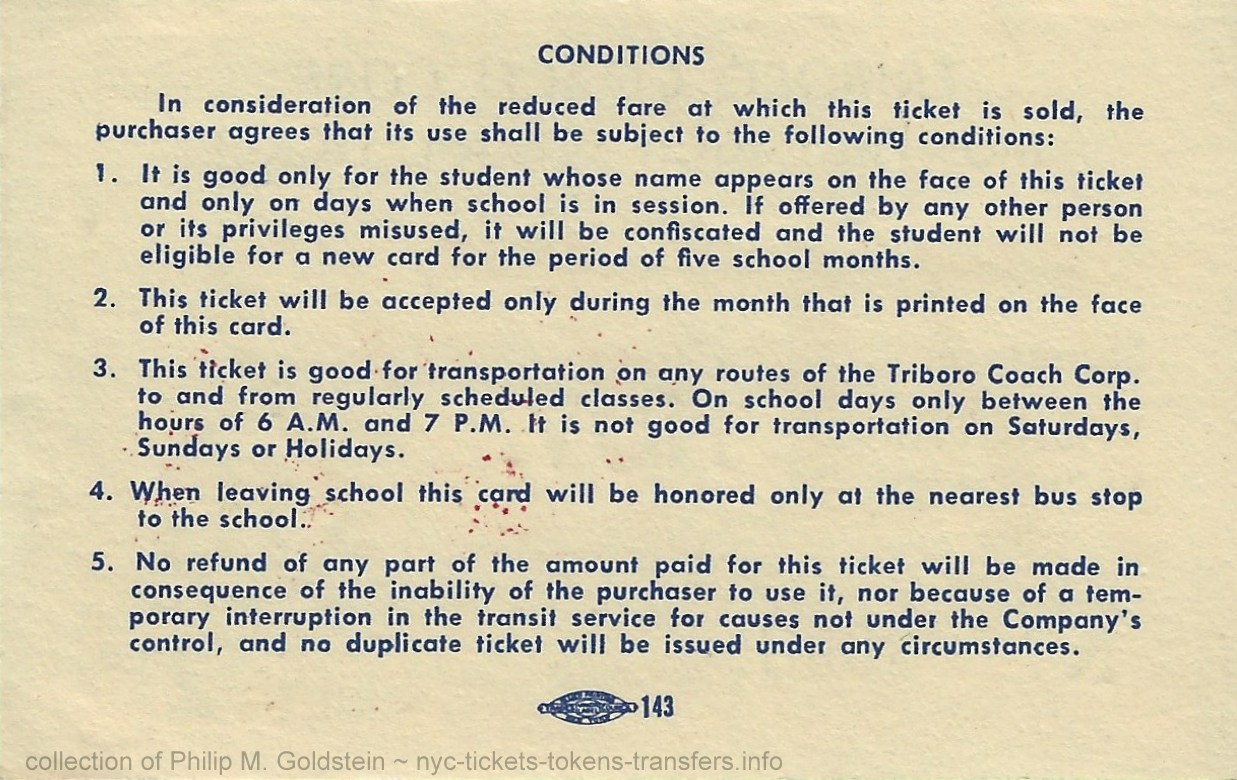 CONDITIONS
In consideration of the reduced fare at which this ticket is sold, the
purchaser agrees that its use shall be subject to the following conditions:
1. It is good only for the student whose name appears on the face of this ticket
and only on days when school is in session. If offered by any other person
or its privileges misused, it will be confiscated and the student will not be
eligible for a new card for the period of five school months.
2. This ticket will be accepted only during the month that is printed on the face
of this card.
3. This ticket is good for transportation on any routes of the Triboro Coach Corp.
to and from regularly scheduled classes. On school days only between the
hours of 6 A.M. and 7 P.M. It is not good for transportation on Saturdays,
Sundays or Holidays.
4. When leaving school this card will be honored only at the nearest bus stop
to the school.
5. No refund of any part of the amount paid for this ticket will be made in
consequence of the inability of the purchaser to use it, nor because of a tem-
porary interruption in the transit service for causes not under the Company's
control, and no duplicate ticket will be issued under any circumstances.
143
collection of Philip M. Goldstein ~ nyc-tickets-tokens-transfers.info